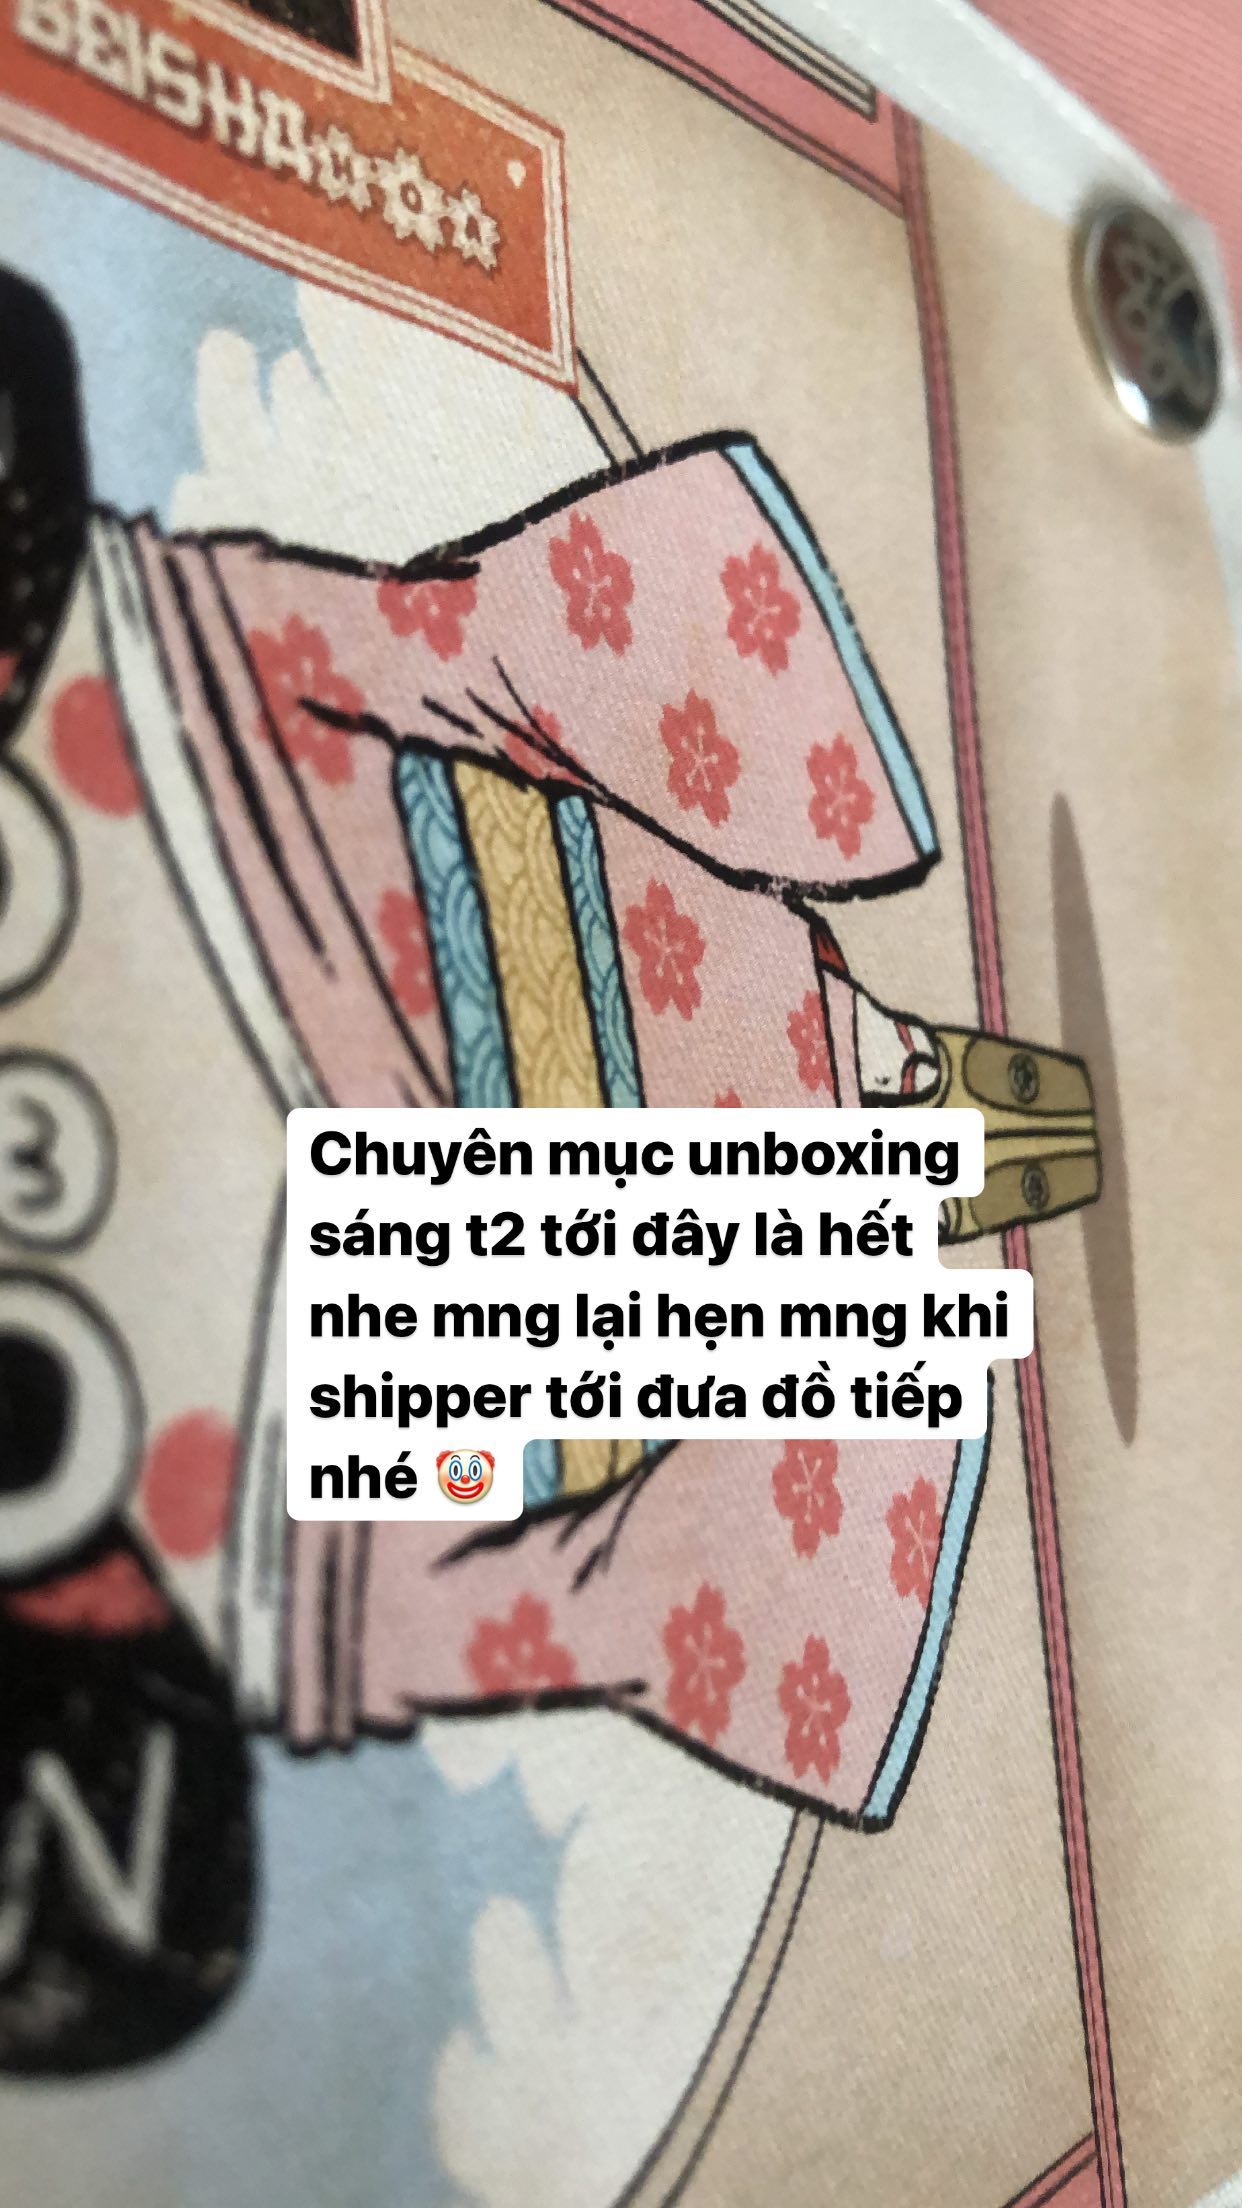 Chuyên mục unboxing
sáng t2 tới đây là hết
nhe mng lại hẹn mng khi
shipper tới đưa đồ tiếp
nhé 🤡
3
N